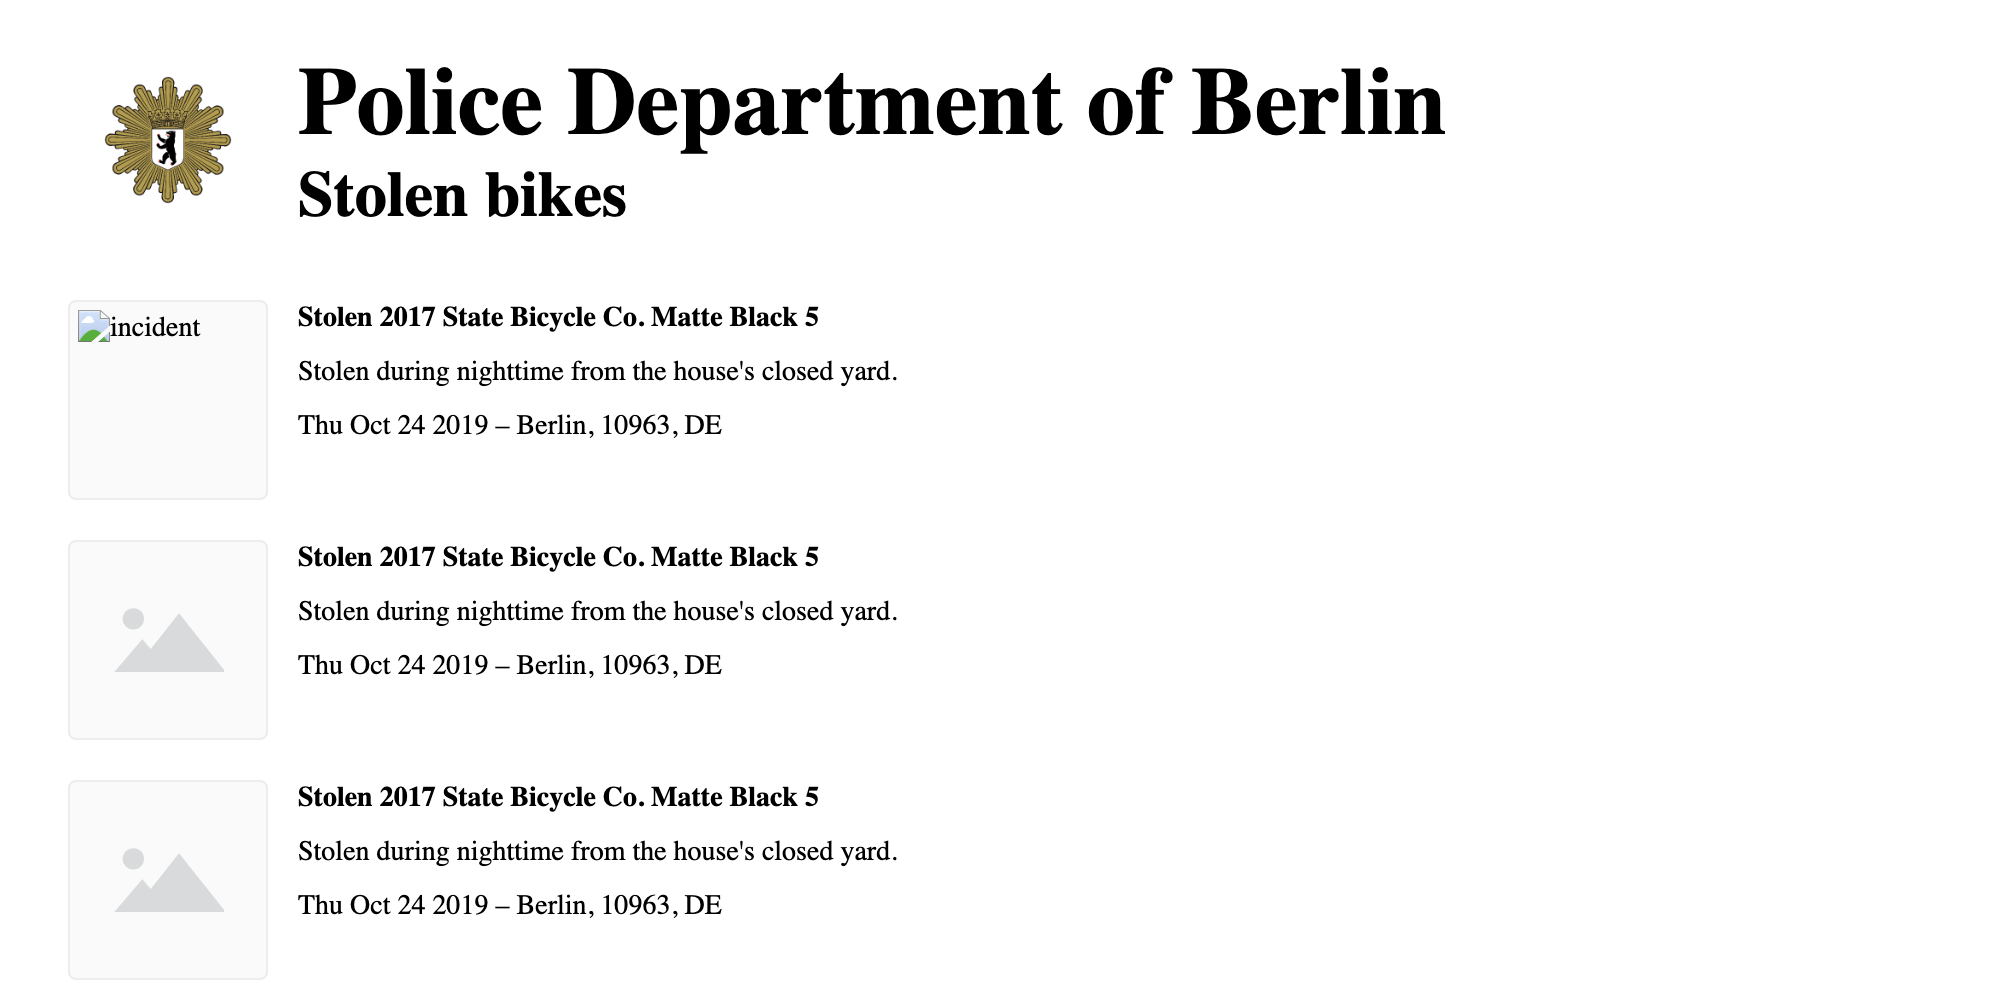 Police Department of Berlin
Stolen bikes
incident
Stolen 2017 State Bicycle Co. Matte Black 5
Stolen during nighttime from the house's closed yard.
Thu Oct 24 2019 – Berlin, 10963, DE
Stolen 2017 State Bicycle Co. Matte Black 5
Stolen during nighttime from the house's closed yard.
Thu Oct 24 2019 – Berlin, 10963, DE
Stolen 2017 State Bicycle Co. Matte Black 5
Stolen during nighttime from the house's closed yard.
Thu Oct 24 2019 – Berlin, 10963, DE